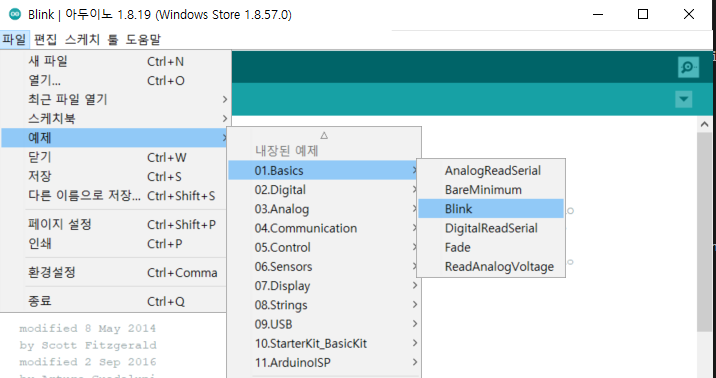 Blink | 아두이노 1.8.19 (Windows Store 1.8.57.0)
파일 편집 스케치 툴 도움말
새 파일 Ctrl+N
열기... Ctrl+O
최근 파일 열기
스케치북
예제
닫기 Ctrl+W
저장 Ctrl+S
다른 이름으로 저장... Ctrl+Shift+S
페이지 설정 Ctrl+Shift+P
인쇄 Ctrl+P
환경설정 Ctrl+Comma
종료 Ctrl+Q
내장된 예제
01.Basics
02.Digital
03.Analog
04.Communication
05.Control
06.Sensors
07.Display
08.Strings
09.USB
10.StarterKit_BasicKit
11.ArduinoISP
AnalogReadSerial
BareMinimum
Blink
DigitalReadSerial
Fade
ReadAnalogVoltage
modified 8 May 2014
by Scott Fitzgerald
modified 2 Sep 2016